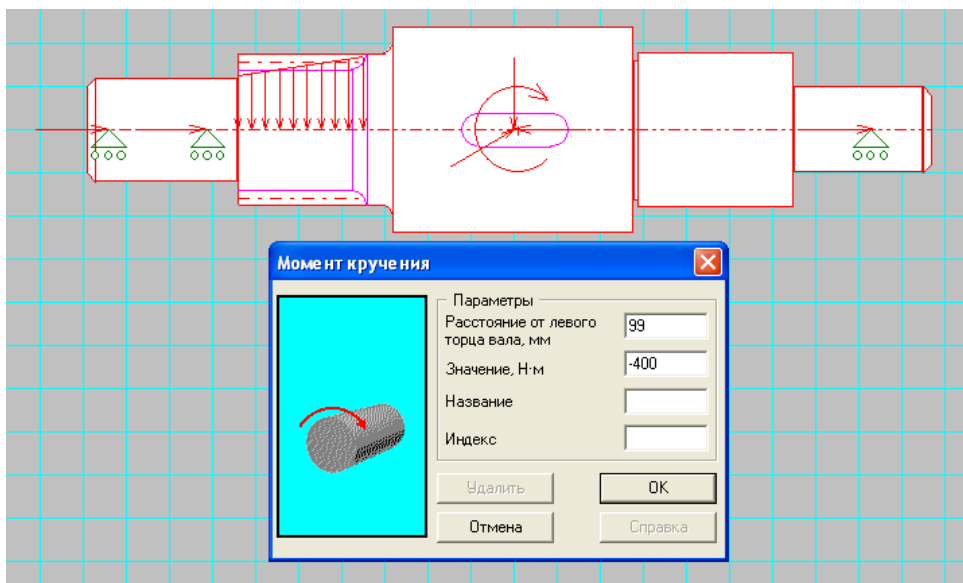 Момент кручения
Параметры
Расстояние от левого
торца вала, мм
99
Значение, Н·м
-400
Название
Индекс
Удалить
OK
Отмена
Справка